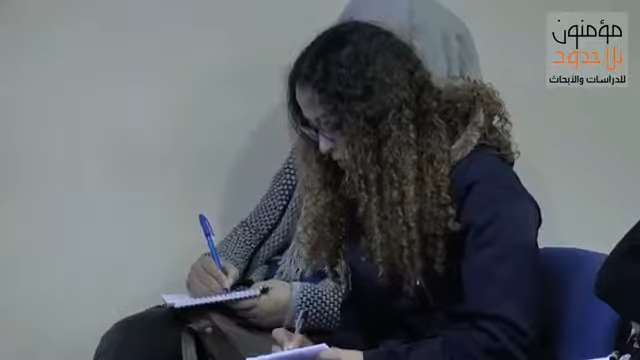 مؤمنون
بلا حدود
للدراسات والأبحاث